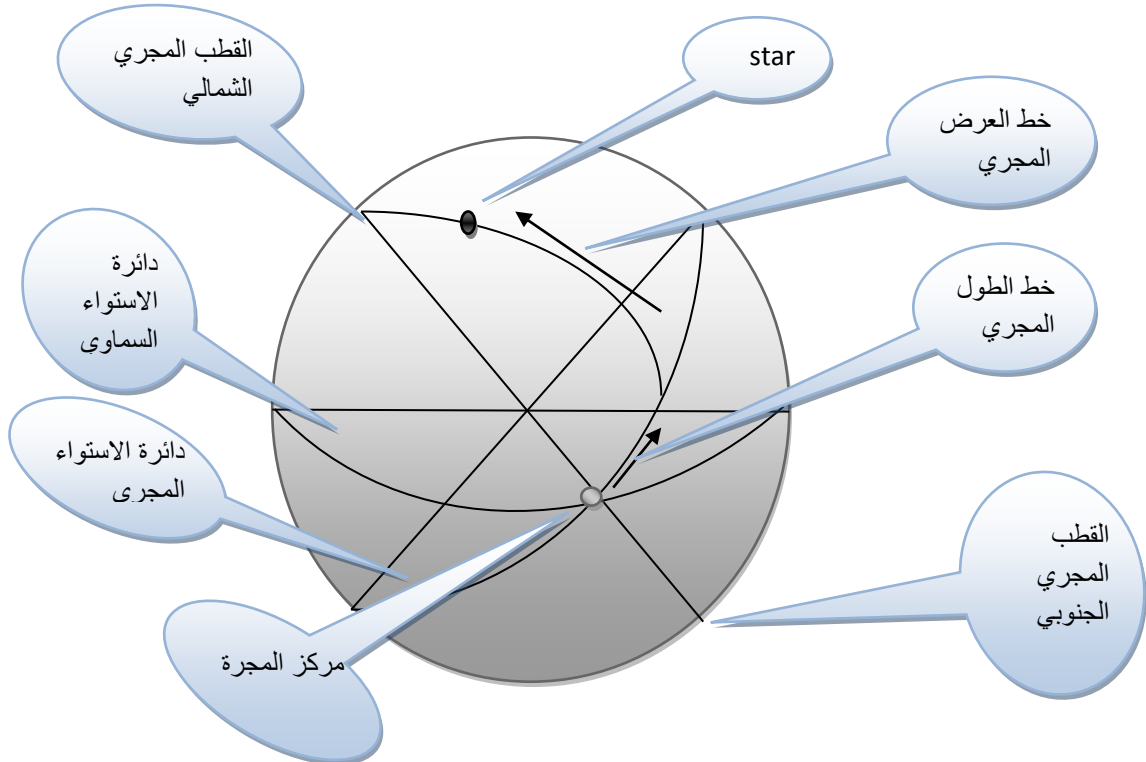 القطب المجري
الشمالي
star
خط العرض
المجري
دائرة
الاستواء
السماوي
خط الطول
المجري
دائرة الاستواء
المجري
القطب
المجري
الجنوبي
مركز المجرة